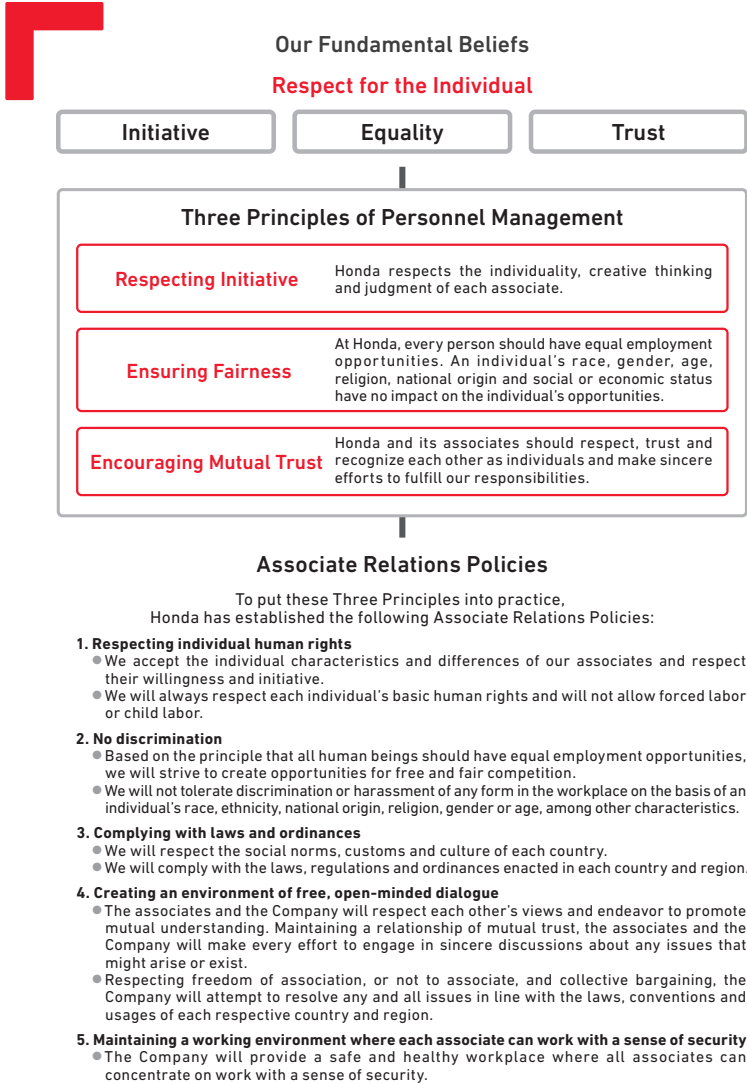 Our Fundamental Beliefs
Respect for the Individual
Initiative
Equality
Trust
Three Principles of Personnel Management
Respecting Initiative
Honda respects the individuality, creative thinking
and judgment of each associate.
Ensuring Fairness
At Honda, every person should have equal employment
opportunities. An individual's race, gender, age,
religion, national origin and social or economic status
have no impact on the individual's opportunities.
Encouraging Mutual Trust
Honda and its associates should respect, trust and
recognize each other as individuals and make sincere
efforts to fulfill our responsibilities.
Associate Relations Policies
To put these Three Principles into practice,
Honda has established the following Associate Relations Policies:
1. Respecting individual human rights
● We accept the individual characteristics and differences of our associates and respect
their willingness and initiative.
● We will always respect each individual's basic human rights and will not allow forced labor
or child labor.
2. No discrimination
● Based on the principle that all human beings should have equal employment opportunities,
we will strive to create opportunities for free and fair competition.
● We will not tolerate discrimination or harassment of any form in the workplace on the basis of an
individual's race, ethnicity, national origin, religion, gender or age, among other characteristics.
3. Complying with laws and ordinances
● We will respect the social norms, customs and culture of each country.
● We will comply with the laws, regulations and ordinances enacted in each country and region.
4. Creating an environment of free, open-minded dialogue
● The associates and the Company will respect each other's views and endeavor to promote
mutual understanding. Maintaining a relationship of mutual trust, the associates and the
Company will make every effort to engage in sincere discussions about any issues that
might arise or exist.
● Respecting freedom of association, or not to associate, and collective bargaining, the
Company will attempt to resolve any and all issues in line with the laws, conventions and
usages of each respective country and region.
5. Maintaining a working environment where each associate can work with a sense of security
● The Company will provide a safe and healthy workplace where all associates can
concentrate on work with a sense of security.